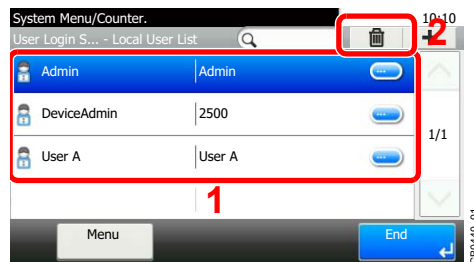 System Menu/Counter.
10:10
User Login S... - Local User List
2
Admin
Admin
DeviceAdmin
2500
1/1
User A
User A
1
Menu
End